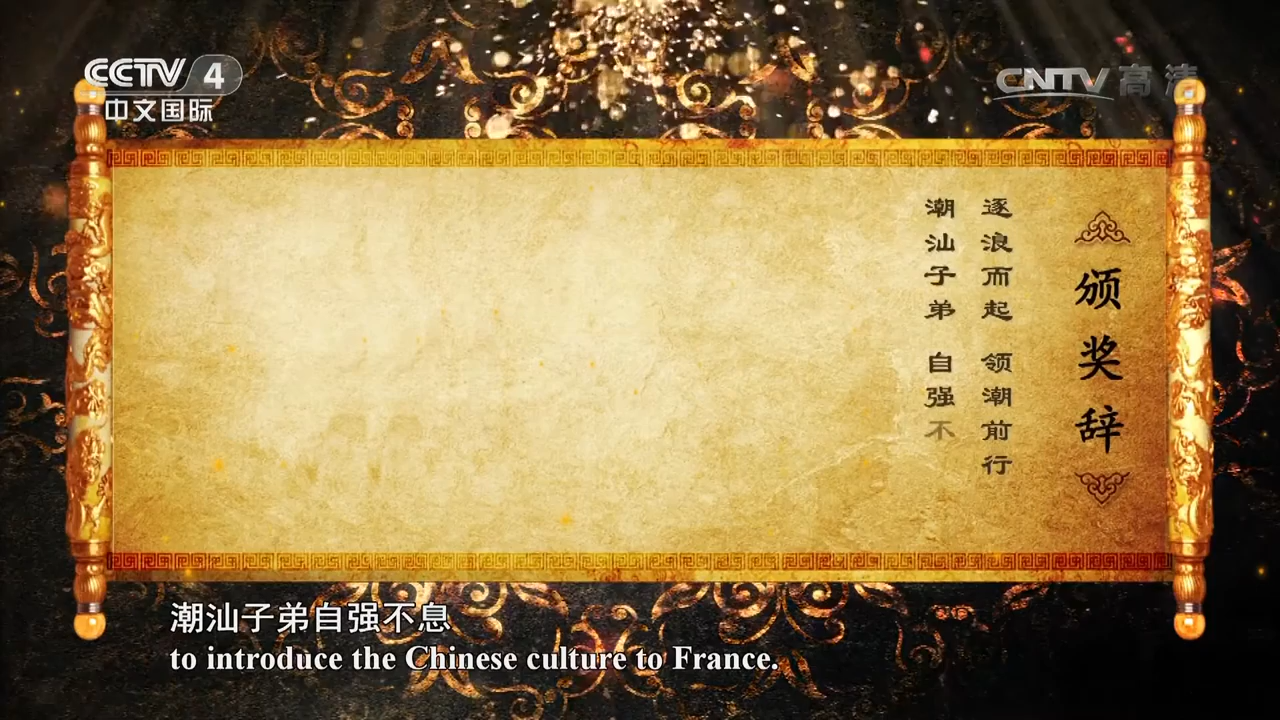 CCTV 4
中文国际
CNTV 高清
颁奖辞
逐浪而起 领潮前行
潮汕子弟 自强不
潮汕子弟自强不息
to introduce the Chinese culture to France.